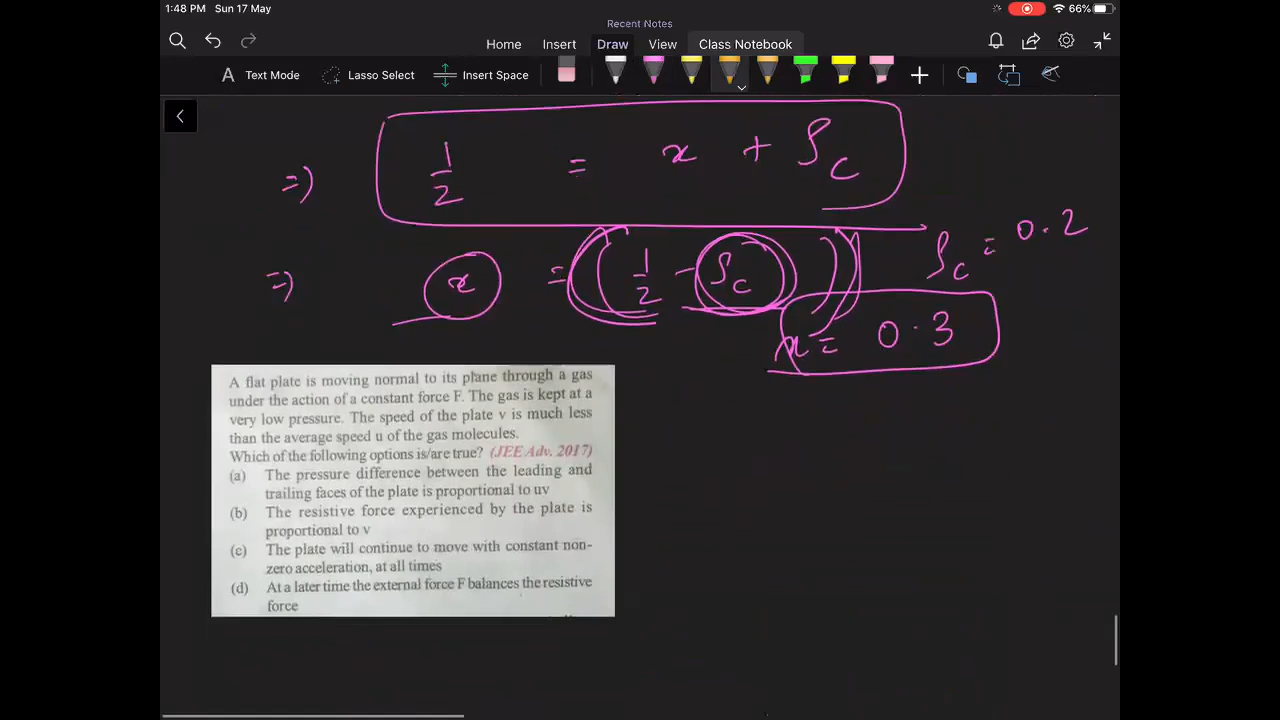 1:48 PM Sun 17 May
66%
Recent Notes
Home Insert Draw View Class Notebook
Text Mode Lasso Select Insert Space
=) 1/2 = x + ρc
=) x = (1/2 - ρc) ρc = 0.2
x = 0.3
A flat plate is moving normal to its plane through a gas
under the action of a constant force F. The gas is kept at a
very low pressure. The speed of the plate v is much less
than the average speed u of the gas molecules.
Which of the following options is/are true? (JEE Adv. 2017)
(a) The pressure difference between the leading and
trailing faces of the plate is proportional to uv
(b) The resistive force experienced by the plate is
proportional to v
(c) The plate will continue to move with constant non-
zero acceleration, at all times
(d) At a later time the external force F balances the resistive
force